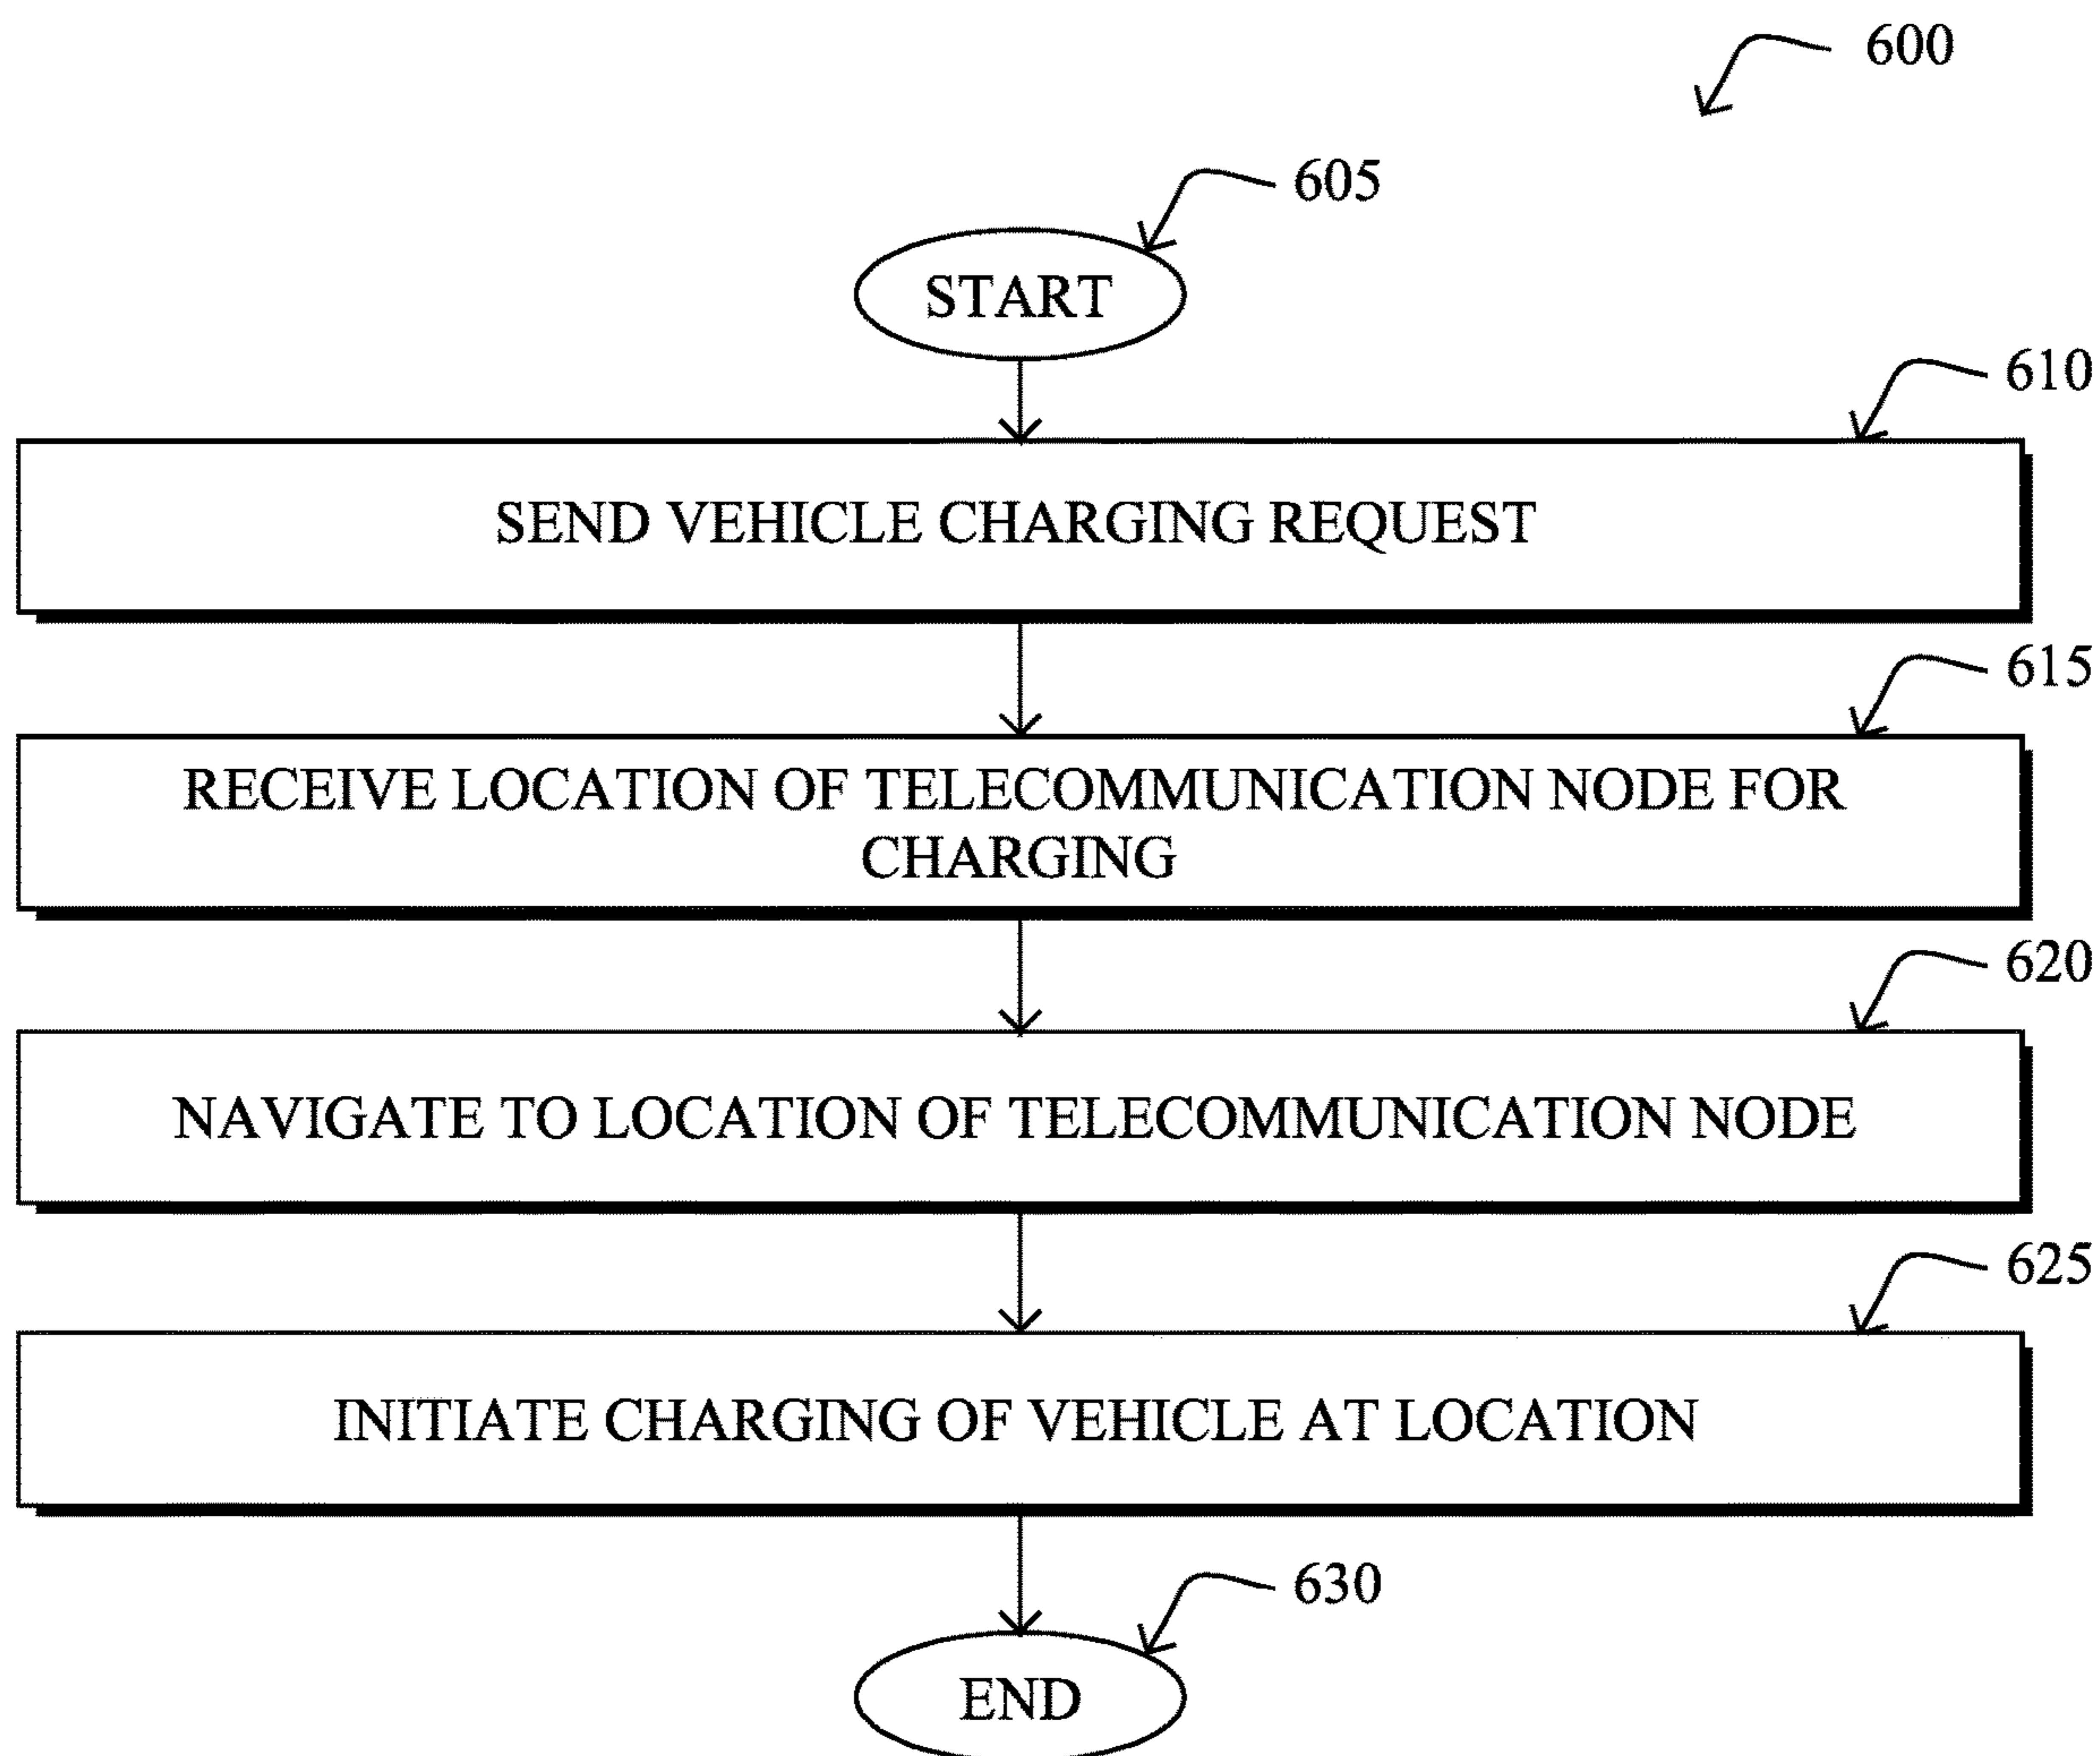 600
605
START
610
SEND VEHICLE CHARGING REQUEST
615
RECEIVE LOCATION OF TELECOMMUNICATION NODE FOR
CHARGING
620
NAVIGATE TO LOCATION OF TELECOMMUNICATION NODE
625
INITIATE CHARGING OF VEHICLE AT LOCATION
630
END